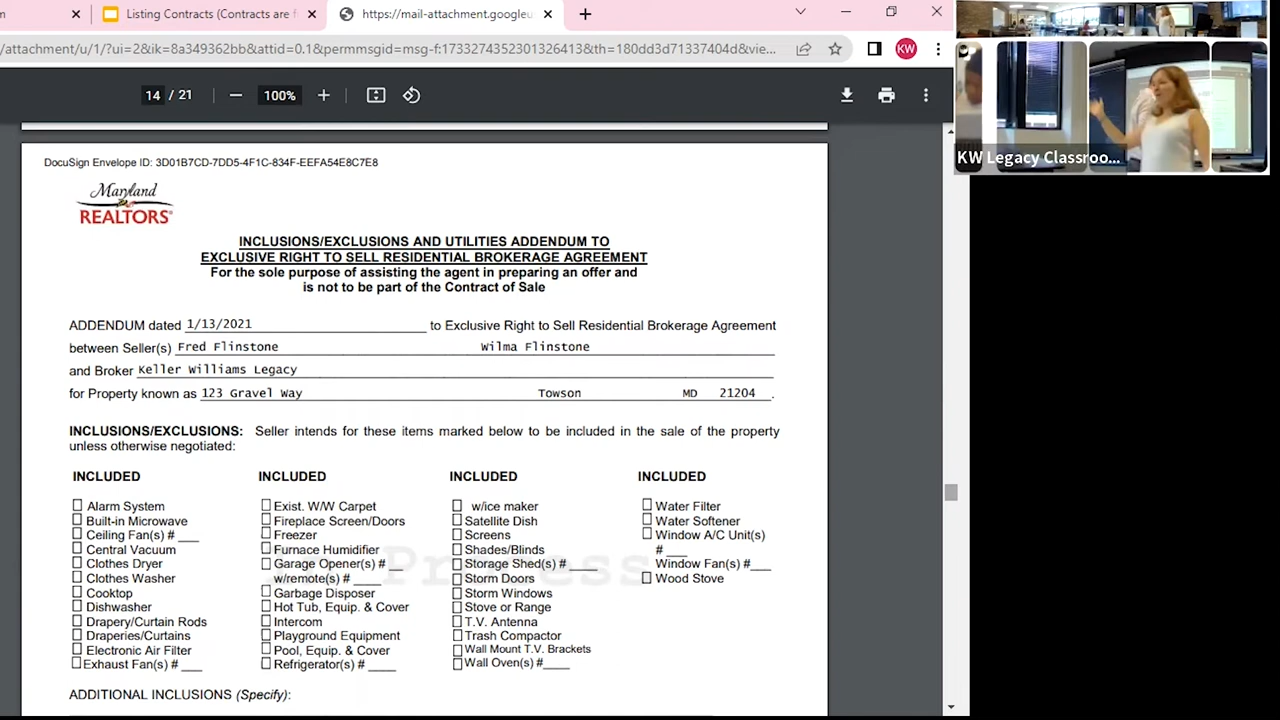 m
Listing Contracts (Contracts are f
https://mail-attachment.googleu
/attachment/u/1/?ui=2&ik=8a349362bb&attid=0.1&permmsgid=msg-f:1733274352301326413&th=180dd3d71337404d&vie...
KW
14 / 21
100%
DocuSign Envelope ID: 3D01B7CD-7DD5-4F1C-834F-EEFA54E8C7E8
Maryland
REALTORS®
INCLUSIONS/EXCLUSIONS AND UTILITIES ADDENDUM TO
EXCLUSIVE RIGHT TO SELL RESIDENTIAL BROKERAGE AGREEMENT
For the sole purpose of assisting the agent in preparing an offer and
is not to be part of the Contract of Sale
ADDENDUM dated 1/13/2021 to Exclusive Right to Sell Residential Brokerage Agreement
between Seller(s) Fred Flinstone Wilma Flinstone
and Broker Keller Williams Legacy
for Property known as 123 Gravel Way Towson MD 21204 .
INCLUSIONS/EXCLUSIONS: Seller intends for these items marked below to be included in the sale of the property
unless otherwise negotiated:
INCLUDED
Alarm System
Built-in Microwave
Ceiling Fan(s) # ___
Central Vacuum
Clothes Dryer
Clothes Washer
Cooktop
Dishwasher
Drapery/Curtain Rods
Draperies/Curtains
Electronic Air Filter
Exhaust Fan(s) # ___
INCLUDED
Exist. W/W Carpet
Fireplace Screen/Doors
Freezer
Furnace Humidifier
Garage Opener(s) # __
w/remote(s) # ____
Garbage Disposer
Hot Tub, Equip. & Cover
Intercom
Playground Equipment
Pool, Equip. & Cover
Refrigerator(s) # ____
INCLUDED
w/ice maker
Satellite Dish
Screens
Shades/Blinds
Storage Shed(s) # ____
Storm Doors
Storm Windows
Stove or Range
T.V. Antenna
Trash Compactor
Wall Mount T.V. Brackets
Wall Oven(s) #____
INCLUDED
Water Filter
Water Softener
Window A/C Unit(s)
# ___
Window Fan(s) #___
Wood Stove
ADDITIONAL INCLUSIONS (Specify):
KW Legacy Classroo...